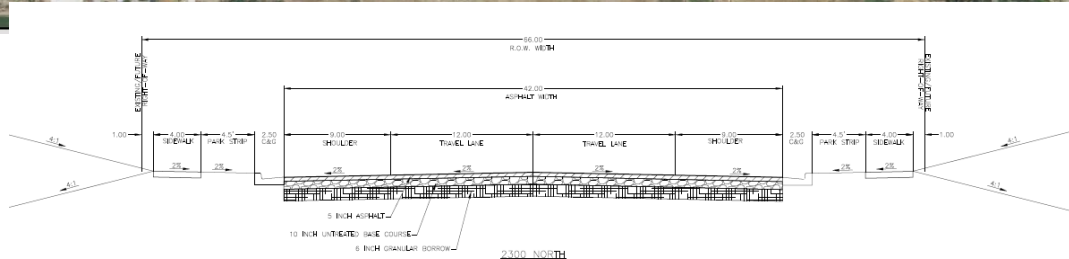 66.00
R.O.W. WIDTH
EXISTING/FUTURE
RIGHT-OF-WAY
EXISTING/FUTURE
RIGHT-OF-WAY
42.00
ASPHALT WIDTH
1.00 4.00 4.5' 2.50 9.00 12.00 12.00 9.00 2.50 4.5' 4.00 1.00
SIDEWALK PARK STRIP C&G SHOULDER TRAVEL LANE TRAVEL LANE SHOULDER C&G PARK STRIP SIDEWALK
4:1 4:1
2% 2% 2% 2% 2% 2% 2% 2%
4:1 4:1
5 INCH ASPHALT
10 INCH UNTREATED BASE COURSE
6 INCH GRANULAR BORROW
2300 NORTH